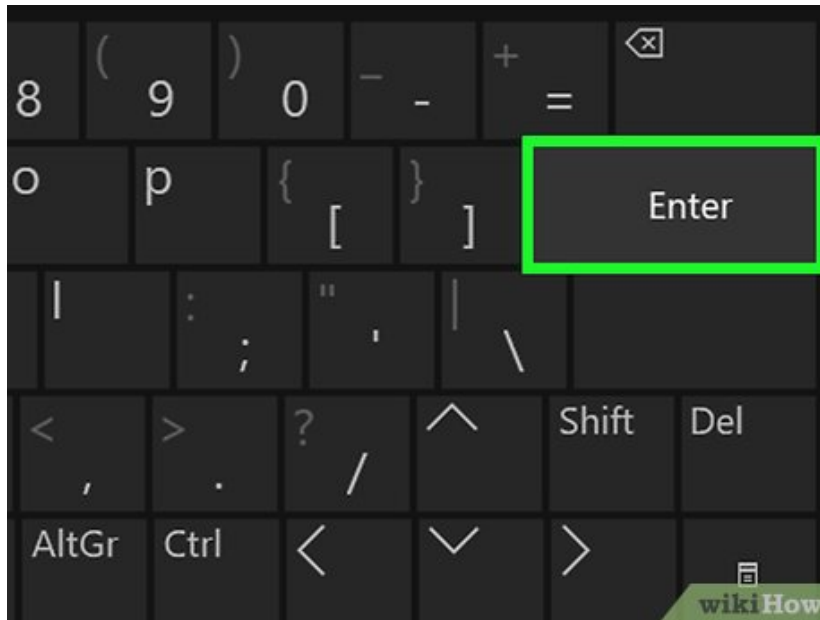 ( ) _ +
8 9 0 - =
o p { [ } ] Enter
l : ; " ' | \
< , > . ? / Shift Del
AltGr Ctrl
wikiHow